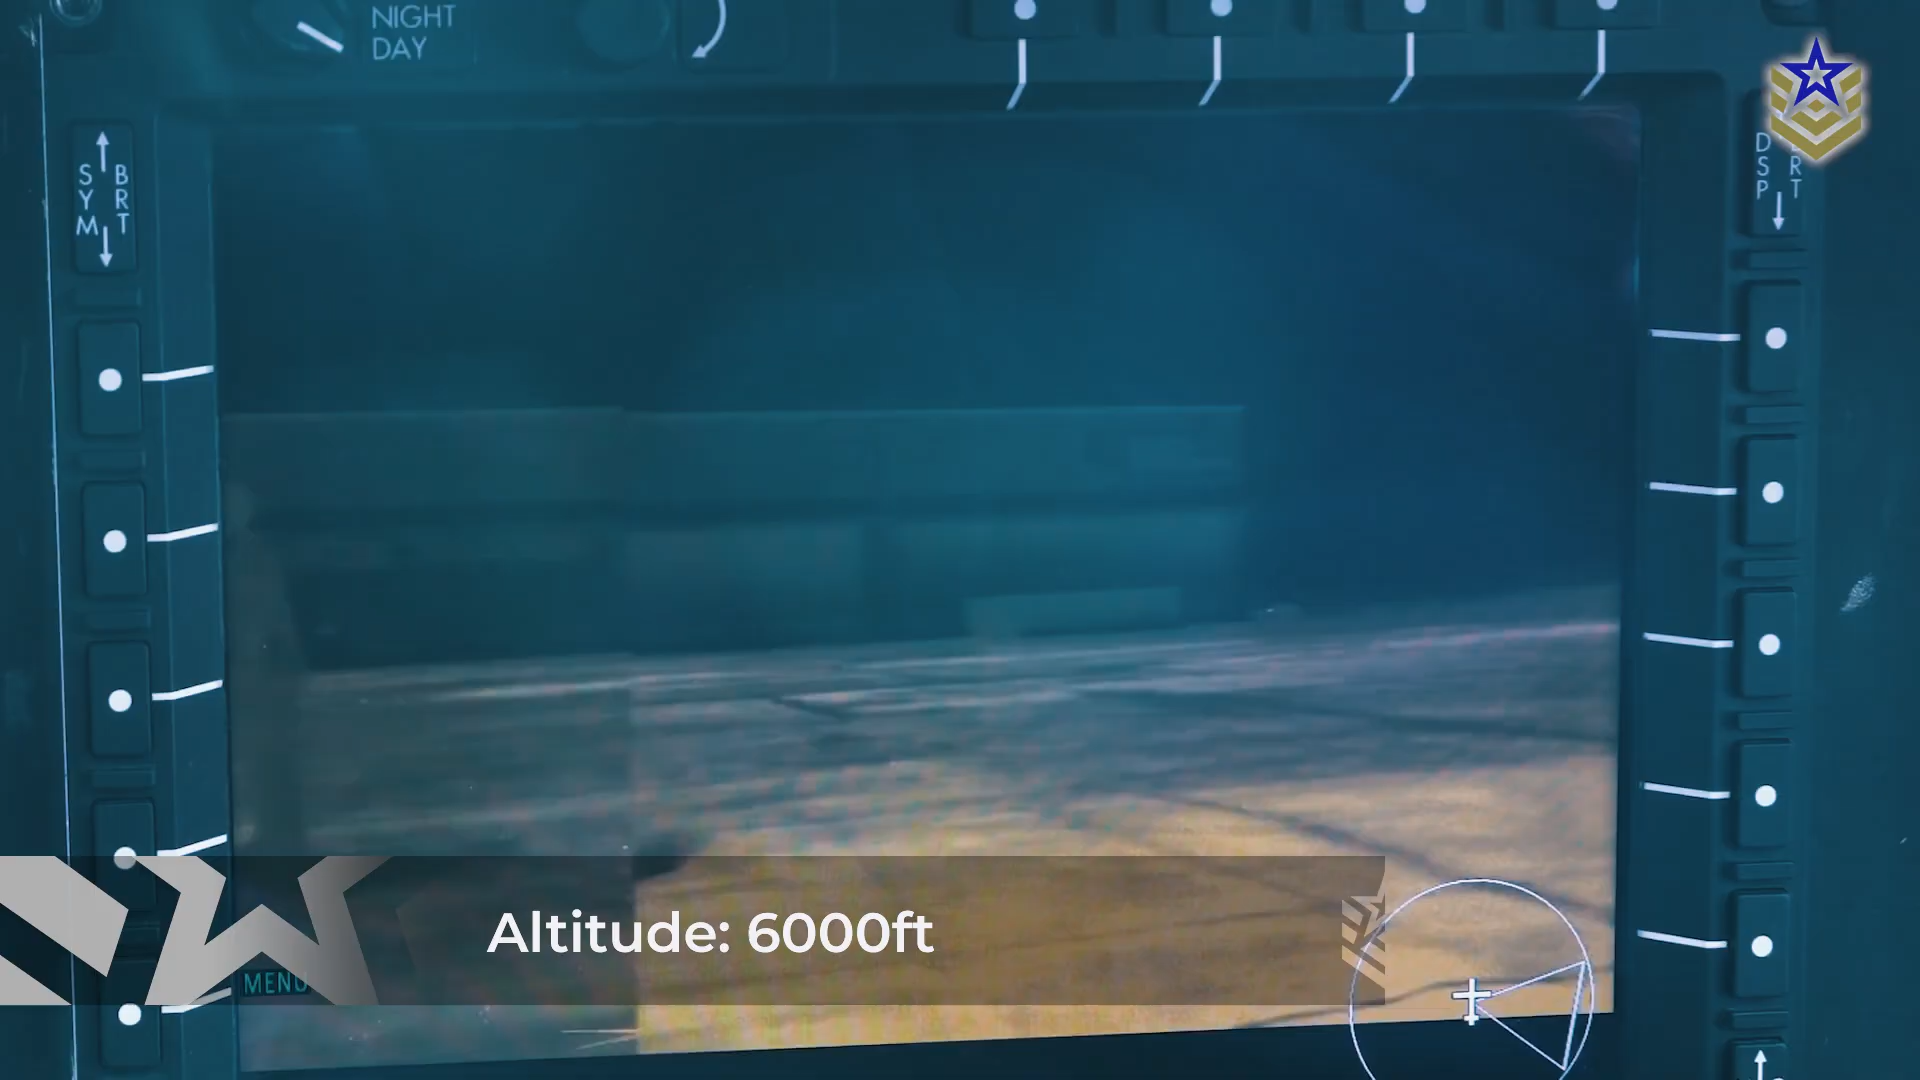 NIGHT
DAY
SYM
BRT
DSP
RT
Altitude: 6000ft
MENU